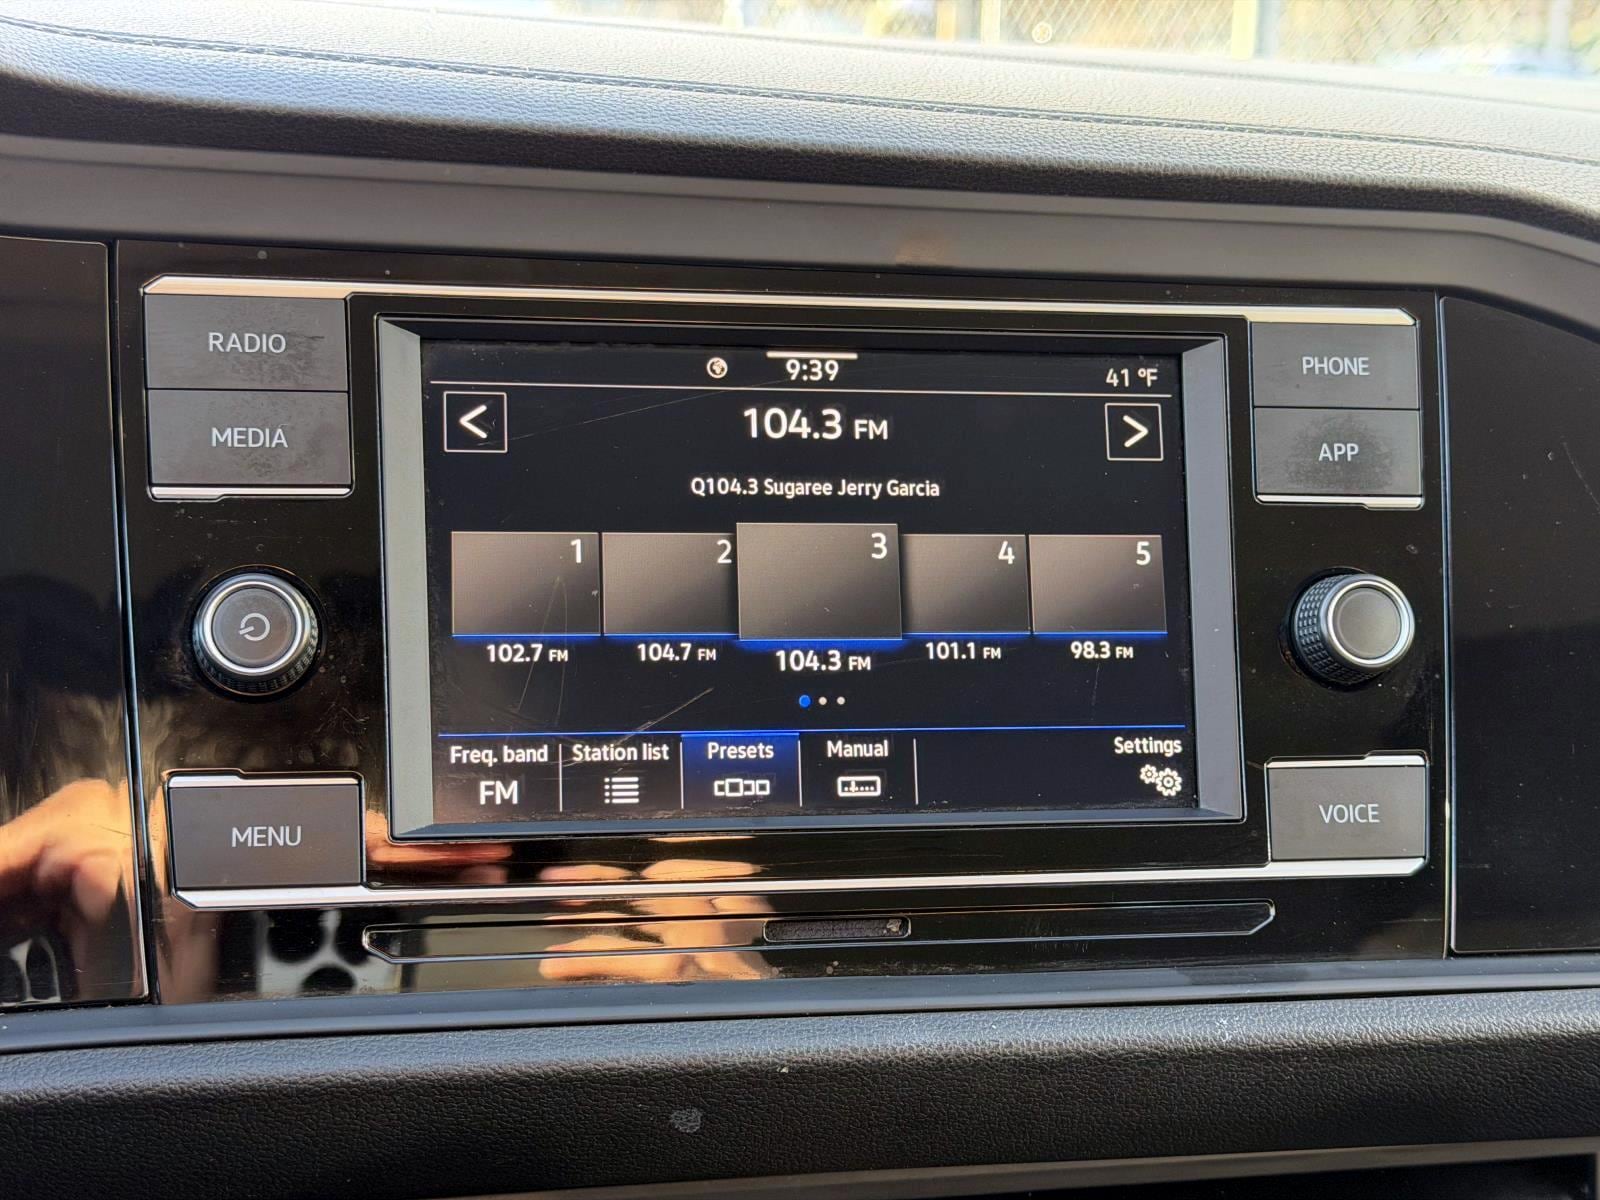 RADIO
MEDIA
MENU
PHONE
APP
VOICE
9:39
41 °F
<
104.3 FM
>
Q104.3 Sugaree Jerry Garcia
1
2
3
4
5
102.7 FM
104.7 FM
104.3 FM
101.1 FM
98.3 FM
Freq. band
FM
Station list
Presets
Manual
Settings